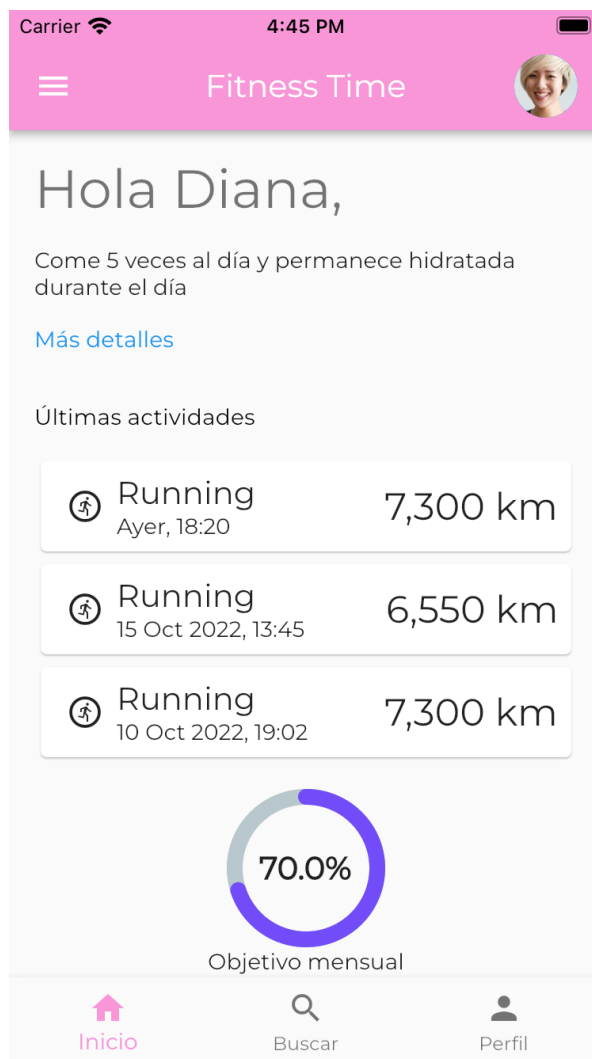 Carrier
4:45 PM
Fitness Time
Hola Diana,
Come 5 veces al día y permanece hidratada
durante el día
Más detalles
Últimas actividades
Running
7,300 km
Ayer, 18:20
Running
6,550 km
15 Oct 2022, 13:45
Running
7,300 km
10 Oct 2022, 19:02
70.0%
Objetivo mensual
Inicio
Buscar
Perfil